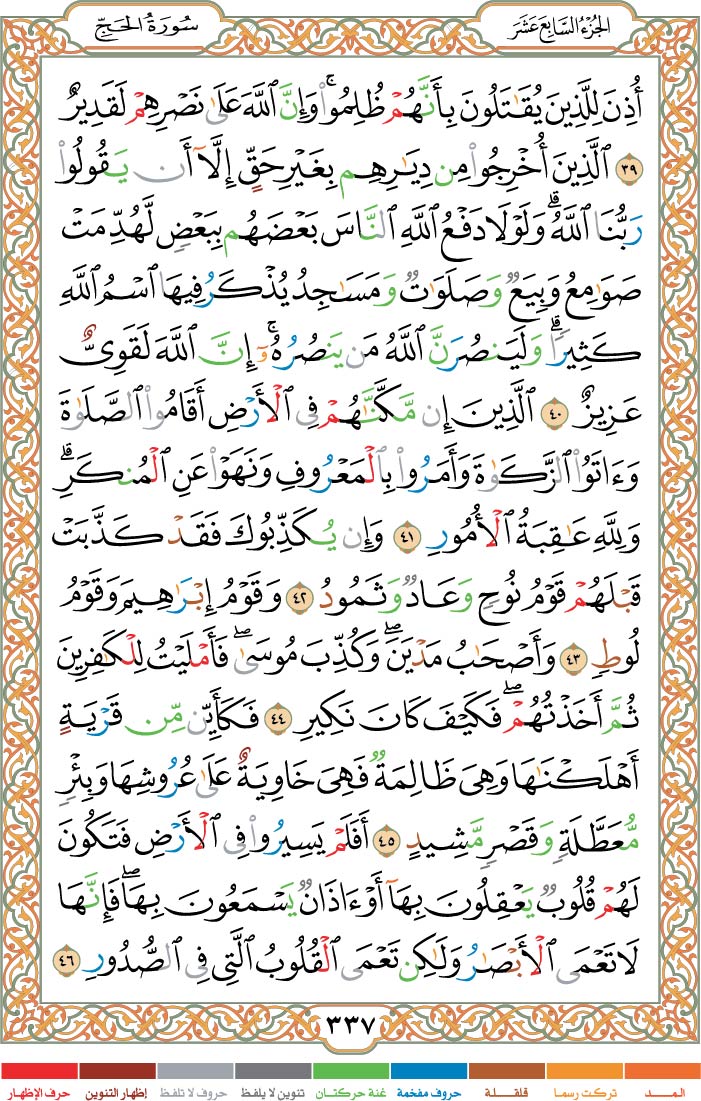 الجُزْءُ السَّابِعَ عَشَرَ
سُورَةُ الحَجِّ
أُذِنَ لِلَّذِينَ يُقَٰتَلُونَ بِأَنَّهُمْ ظُلِمُوا۟ ۚ وَإِنَّ ٱللَّهَ عَلَىٰ نَصْرِهِمْ لَقَدِيرٌ
٣٩ ٱلَّذِينَ أُخْرِجُوا۟ مِن دِيَٰرِهِم بِغَيْرِ حَقٍّ إِلَّآ أَن يَقُولُوا۟
رَبُّنَا ٱللَّهُ ۗ وَلَوْلَا دَفْعُ ٱللَّهِ ٱلنَّاسَ بَعْضَهُم بِبَعْضٍ لَّهُدِّمَتْ
صَوَٰمِعُ وَبِيَعٌ وَصَلَوَٰتٌ وَمَسَٰجِدُ يُذْكَرُ فِيهَا ٱسْمُ ٱللَّهِ
كَثِيرًا ۗ وَلَيَنصُرَنَّ ٱللَّهُ مَن يَنصُرُهُۥٓ ۗ إِنَّ ٱللَّهَ لَقَوِىٌّ
عَزِيزٌ ٤٠ ٱلَّذِينَ إِن مَّكَّنَّٰهُمْ فِى ٱلْأَرْضِ أَقَامُوا۟ ٱلصَّلَوٰةَ
وَءَاتَوُا۟ ٱلزَّكَوٰةَ وَأَمَرُوا۟ بِٱلْمَعْرُوفِ وَنَهَوْا۟ عَنِ ٱلْمُنكَرِ ۗ
وَلِلَّهِ عَٰقِبَةُ ٱلْأُمُورِ ٤١ وَإِن يُكَذِّبُوكَ فَقَدْ كَذَّبَتْ
قَبْلَهُمْ قَوْمُ نُوحٍ وَعَادٌ وَثَمُودُ ٤٢ وَقَوْمُ إِبْرَٰهِيمَ وَقَوْمُ
لُوطٍ ٤٣ وَأَصْحَٰبُ مَدْيَنَ ۖ وَكُذِّبَ مُوسَىٰ ۖ فَأَمْلَيْتُ لِلْكَٰفِرِينَ
ثُمَّ أَخَذْتُهُمْ ۖ فَكَيْفَ كَانَ نَكِيرِ ٤٤ فَكَأَيِّن مِّن قَرْيَةٍ
أَهْلَكْنَٰهَا وَهِىَ ظَالِمَةٌ فَهِىَ خَاوِيَةٌ عَلَىٰ عُرُوشِهَا وَبِئْرٍ
مُّعَطَّلَةٍ وَقَصْرٍ مَّشِيدٍ ٤٥ أَفَلَمْ يَسِيرُوا۟ فِى ٱلْأَرْضِ فَتَكُونَ
لَهُمْ قُلُوبٌ يَعْقِلُونَ بِهَآ أَوْ ءَاذَانٌ يَسْمَعُونَ بِهَا ۖ فَإِنَّهَا
لَا تَعْمَى ٱلْأَبْصَٰرُ وَلَٰكِن تَعْمَى ٱلْقُلُوبُ ٱلَّتِى فِى ٱلصُّدُورِ ٤٦
٣٣٧
المــــد تركت رسما قلقــلة حروف مفخمة غنة حركتان تنوين لا يلفظ حروف لا تلفظ إظهار التنوين حرف الإظهار